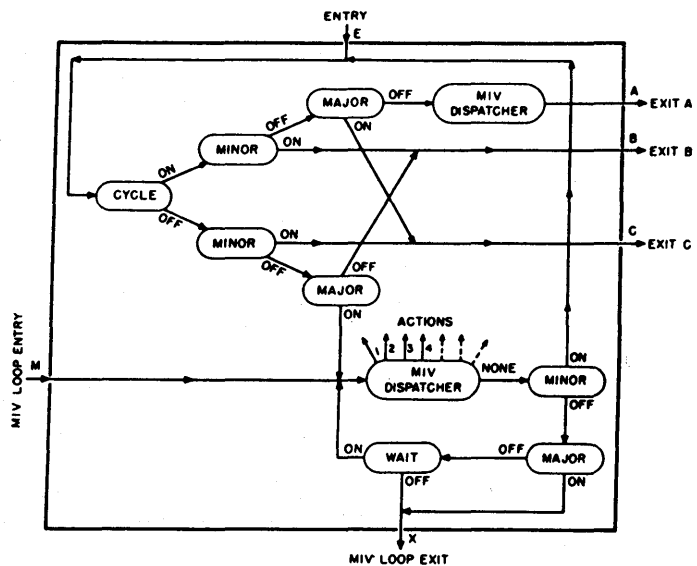 ENTRY
E
MAJOR
OFF
MIV
DISPATCHER
A
EXIT A
ON
OFF
MINOR
ON
B
EXIT B
ON
CYCLE
OFF
MINOR
ON
C
EXIT C
OFF
OFF
MAJOR
ON
ACTIONS
1 2 3 4
MIV LOOP ENTRY
M
MIV
DISPATCHER
NONE
MINOR
ON
OFF
ON
WAIT
OFF
MAJOR
OFF
ON
X
MIV LOOP EXIT